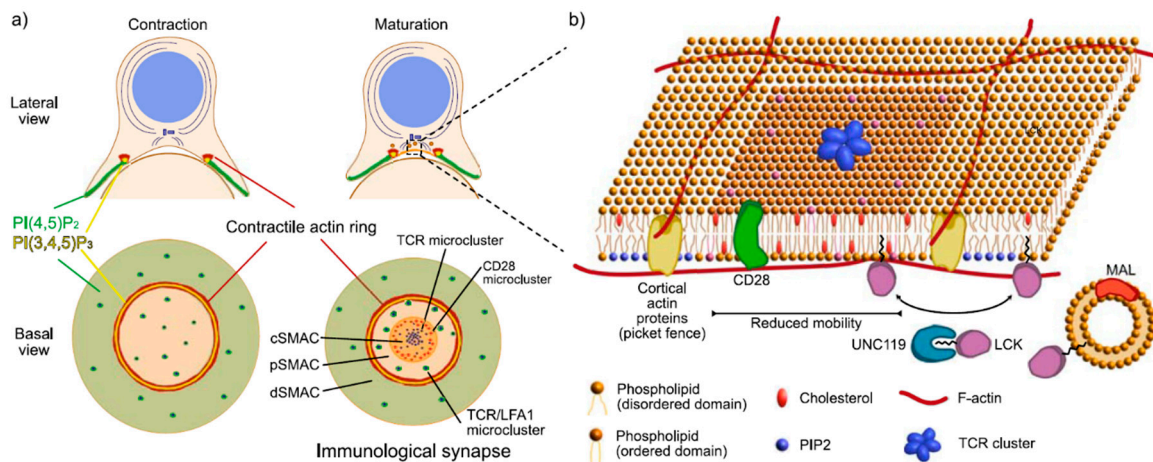 a)
Contraction
Maturation
Lateral
view
PI(4,5)P2
PI(3,4,5)P3
Contractile actin ring
TCR microcluster
CD28
microcluster
Basal
view
cSMAC
pSMAC
dSMAC
TCR/LFA1
microcluster
Immunological synapse
b)
LCK
Cortical
actin
proteins
(picket fence)
CD28
Reduced mobility
MAL
UNC119
LCK
Phospholipid
(disordered domain)
Cholesterol
F-actin
Phospholipid
(ordered domain)
PIP2
TCR cluster